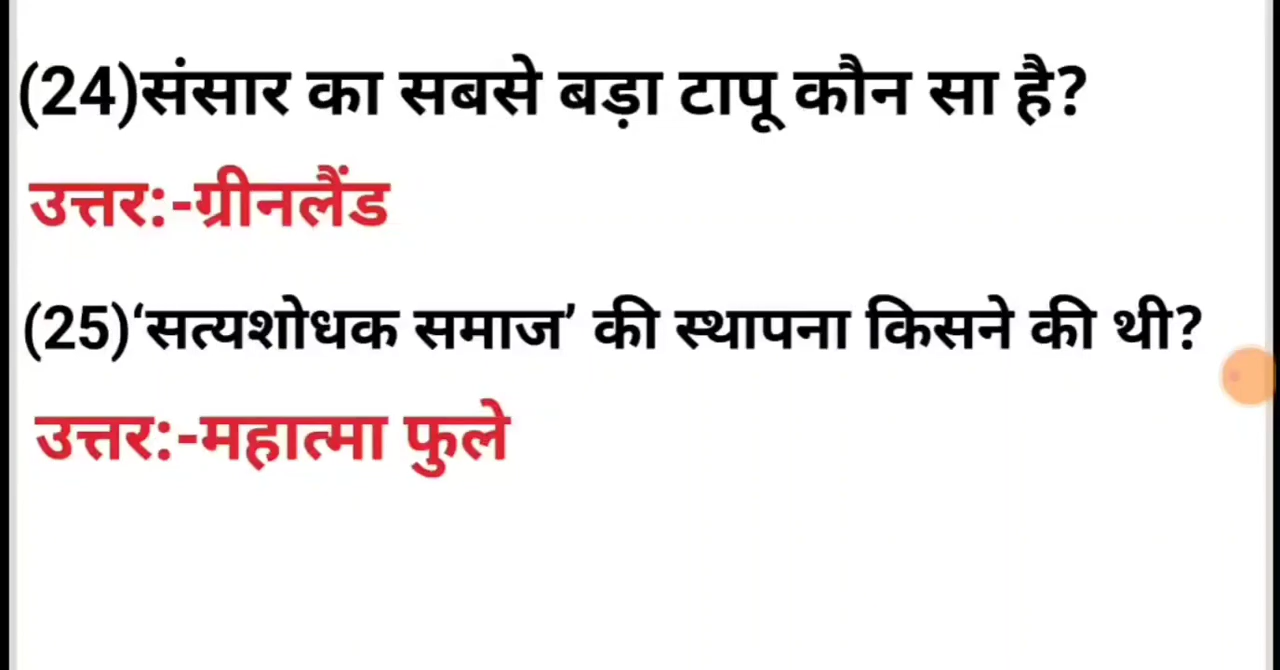 (24)संसार का सबसे बड़ा टापू कौन सा है?
उत्तर:-ग्रीनलैंड
(25)‘सत्यशोधक समाज’ की स्थापना किसने की थी?
उत्तर:-महात्मा फुले